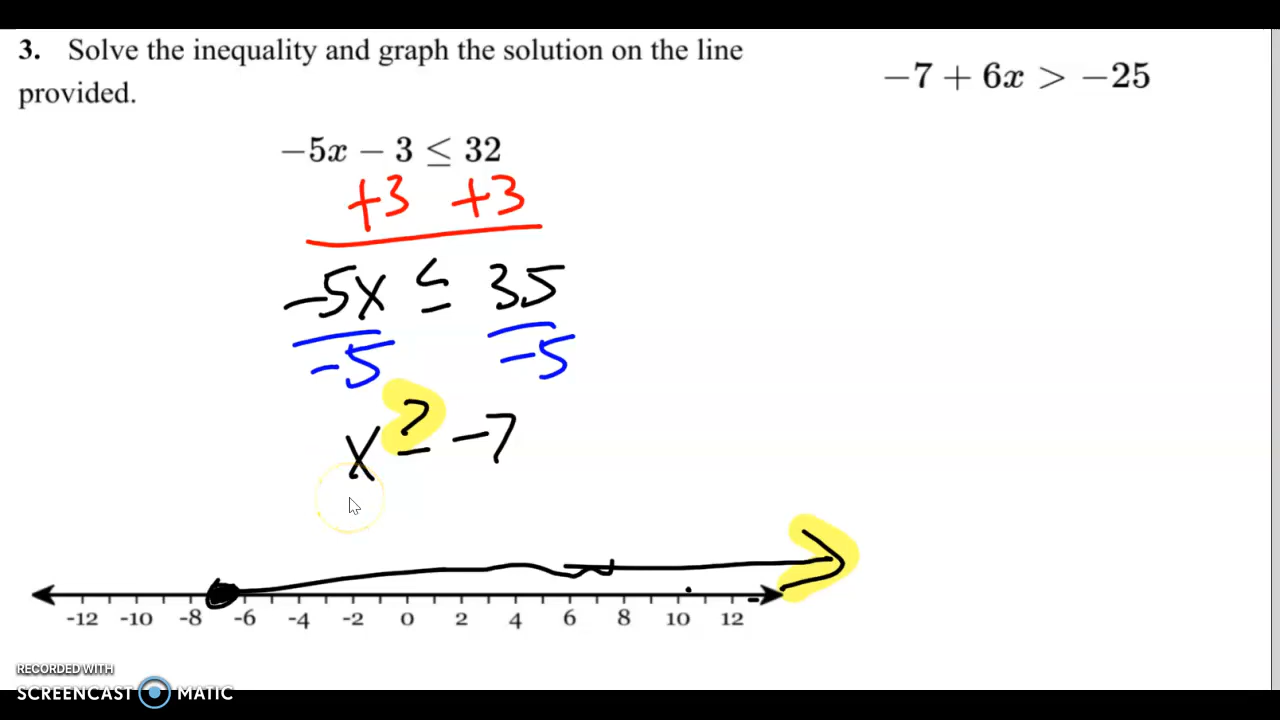 3. Solve the inequality and graph the solution on the line
provided.
−5x − 3 ≤ 32
+3 +3
-5x ≤ 35
-5 -5
x ≥ -7
-12 -10 -8 -6 -4 -2 0 2 4 6 8 10 12
−7 + 6x > −25
RECORDED WITH
SCREENCAST MATIC